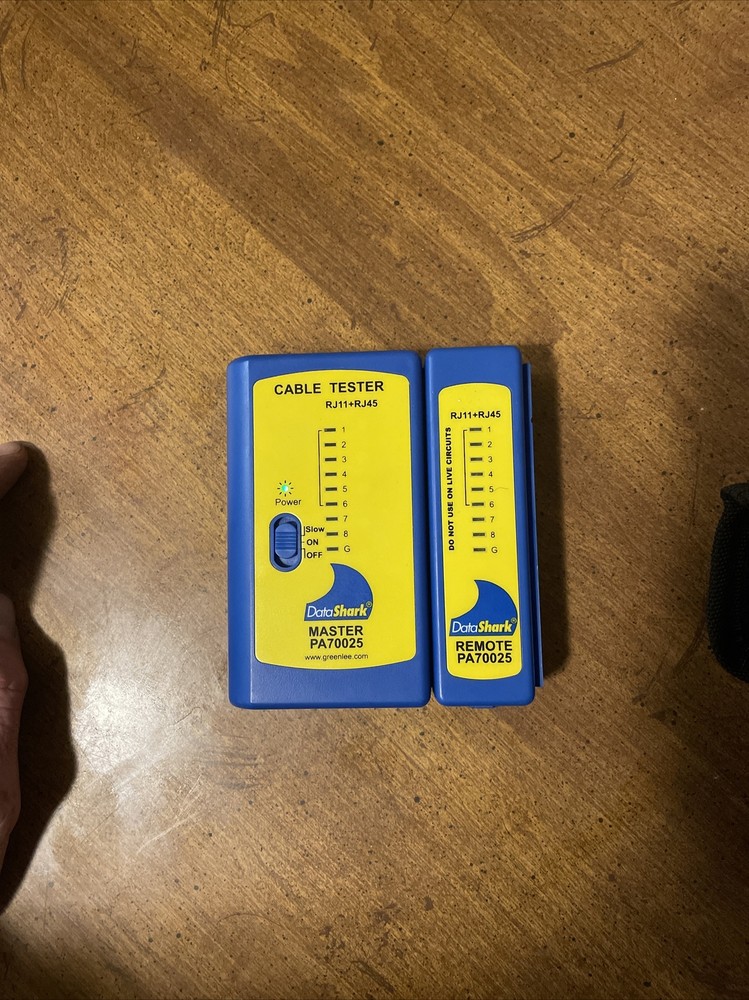 CABLE TESTER
RJ11+RJ45
1
2
3
4
5
6
7
8
G
Power
Slow
ON
OFF
DataShark®
MASTER
PA70025
www.greenlee.com
RJ11+RJ45
DO NOT USE ON LIVE CIRCUITS
1
2
3
4
5
6
7
8
G
DataShark®
REMOTE
PA70025